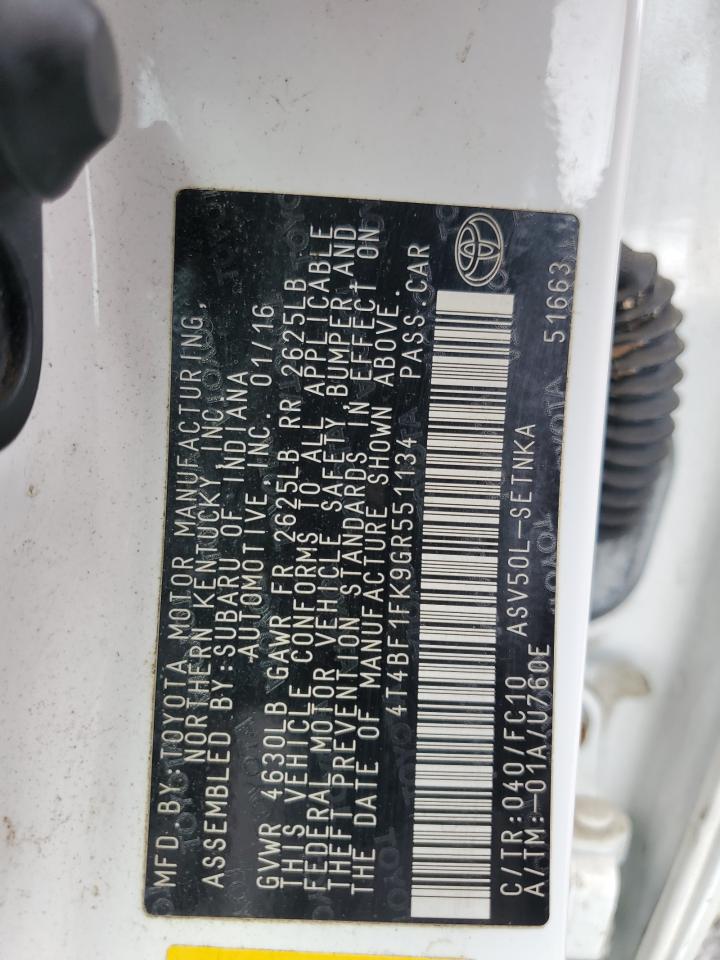 MFD BY:TOYOTA MOTOR MANUFACTURING,
NORTHERN KENTUCKY, INC.
ASSEMBLED BY:SUBARU OF INDIANA
AUTOMOTIVE INC. 01/16
GVWR 4630LB GAWR FR 2625LB RR 2625LB
THIS VEHICLE CONFORMS TO ALL APPLICABLE
FEDERAL MOTOR VEHICLE SAFETY, BUMPER, AND
THEFT PREVENTION STANDARDS IN EFFECT ON
THE DATE OF MANUFACTURE SHOWN ABOVE.
4T4BF1FK9GR551134 PASS.CAR
C/TR:040/FC10 ASV50L-SETNKA 51663
A/TM:-01A/U760E